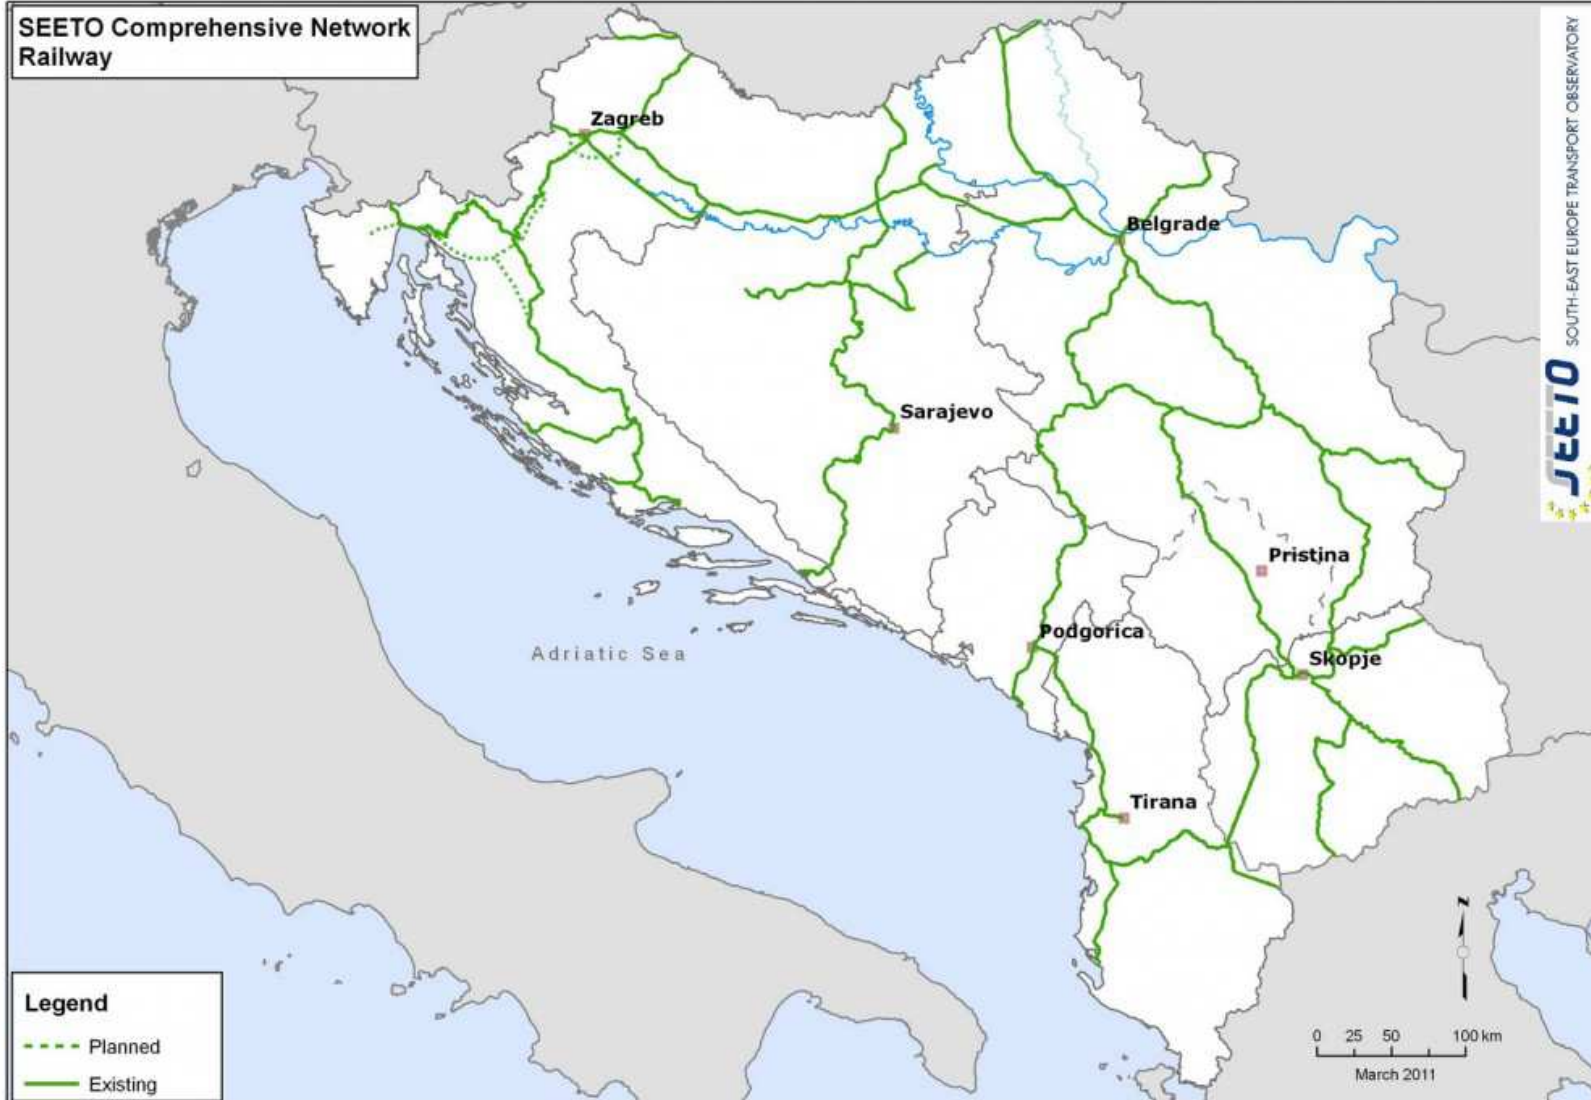 SEETO Comprehensive Network
Railway
Zagreb
Belgrade
Sarajevo
Pristina
Podgorica
Skopje
Adriatic Sea
Tirana
SEETO SOUTH-EAST EUROPE TRANSPORT OBSERVATORY
Legend
Planned
Existing
N
0 25 50 100 km
March 2011